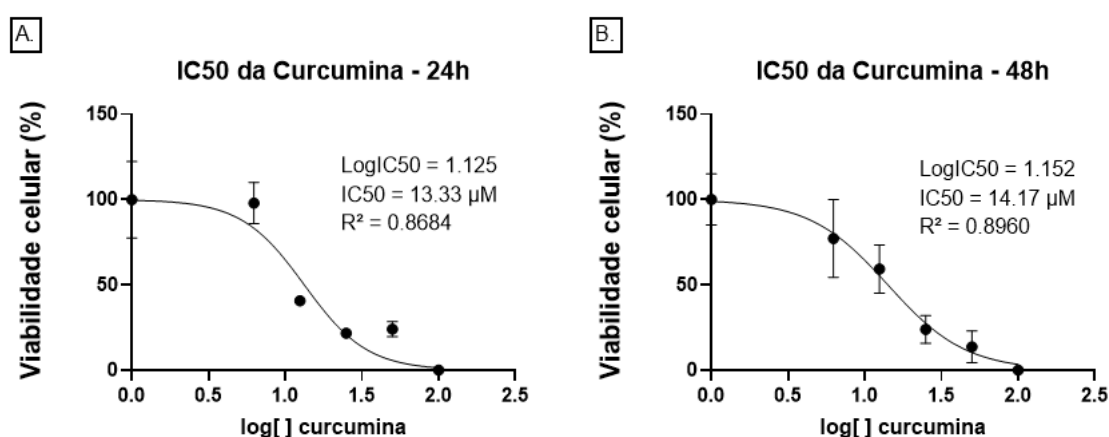 A.
IC50 da Curcumina - 24h
Viabilidade celular (%)
150
100
50
0
LogIC50 = 1.125
IC50 = 13.33 µM
R² = 0.8684
0.0 0.5 1.0 1.5 2.0 2.5
log[ ] curcumina
B.
IC50 da Curcumina - 48h
Viabilidade celular (%)
150
100
50
0
LogIC50 = 1.152
IC50 = 14.17 µM
R² = 0.8960
0.0 0.5 1.0 1.5 2.0 2.5
log[ ] curcumina